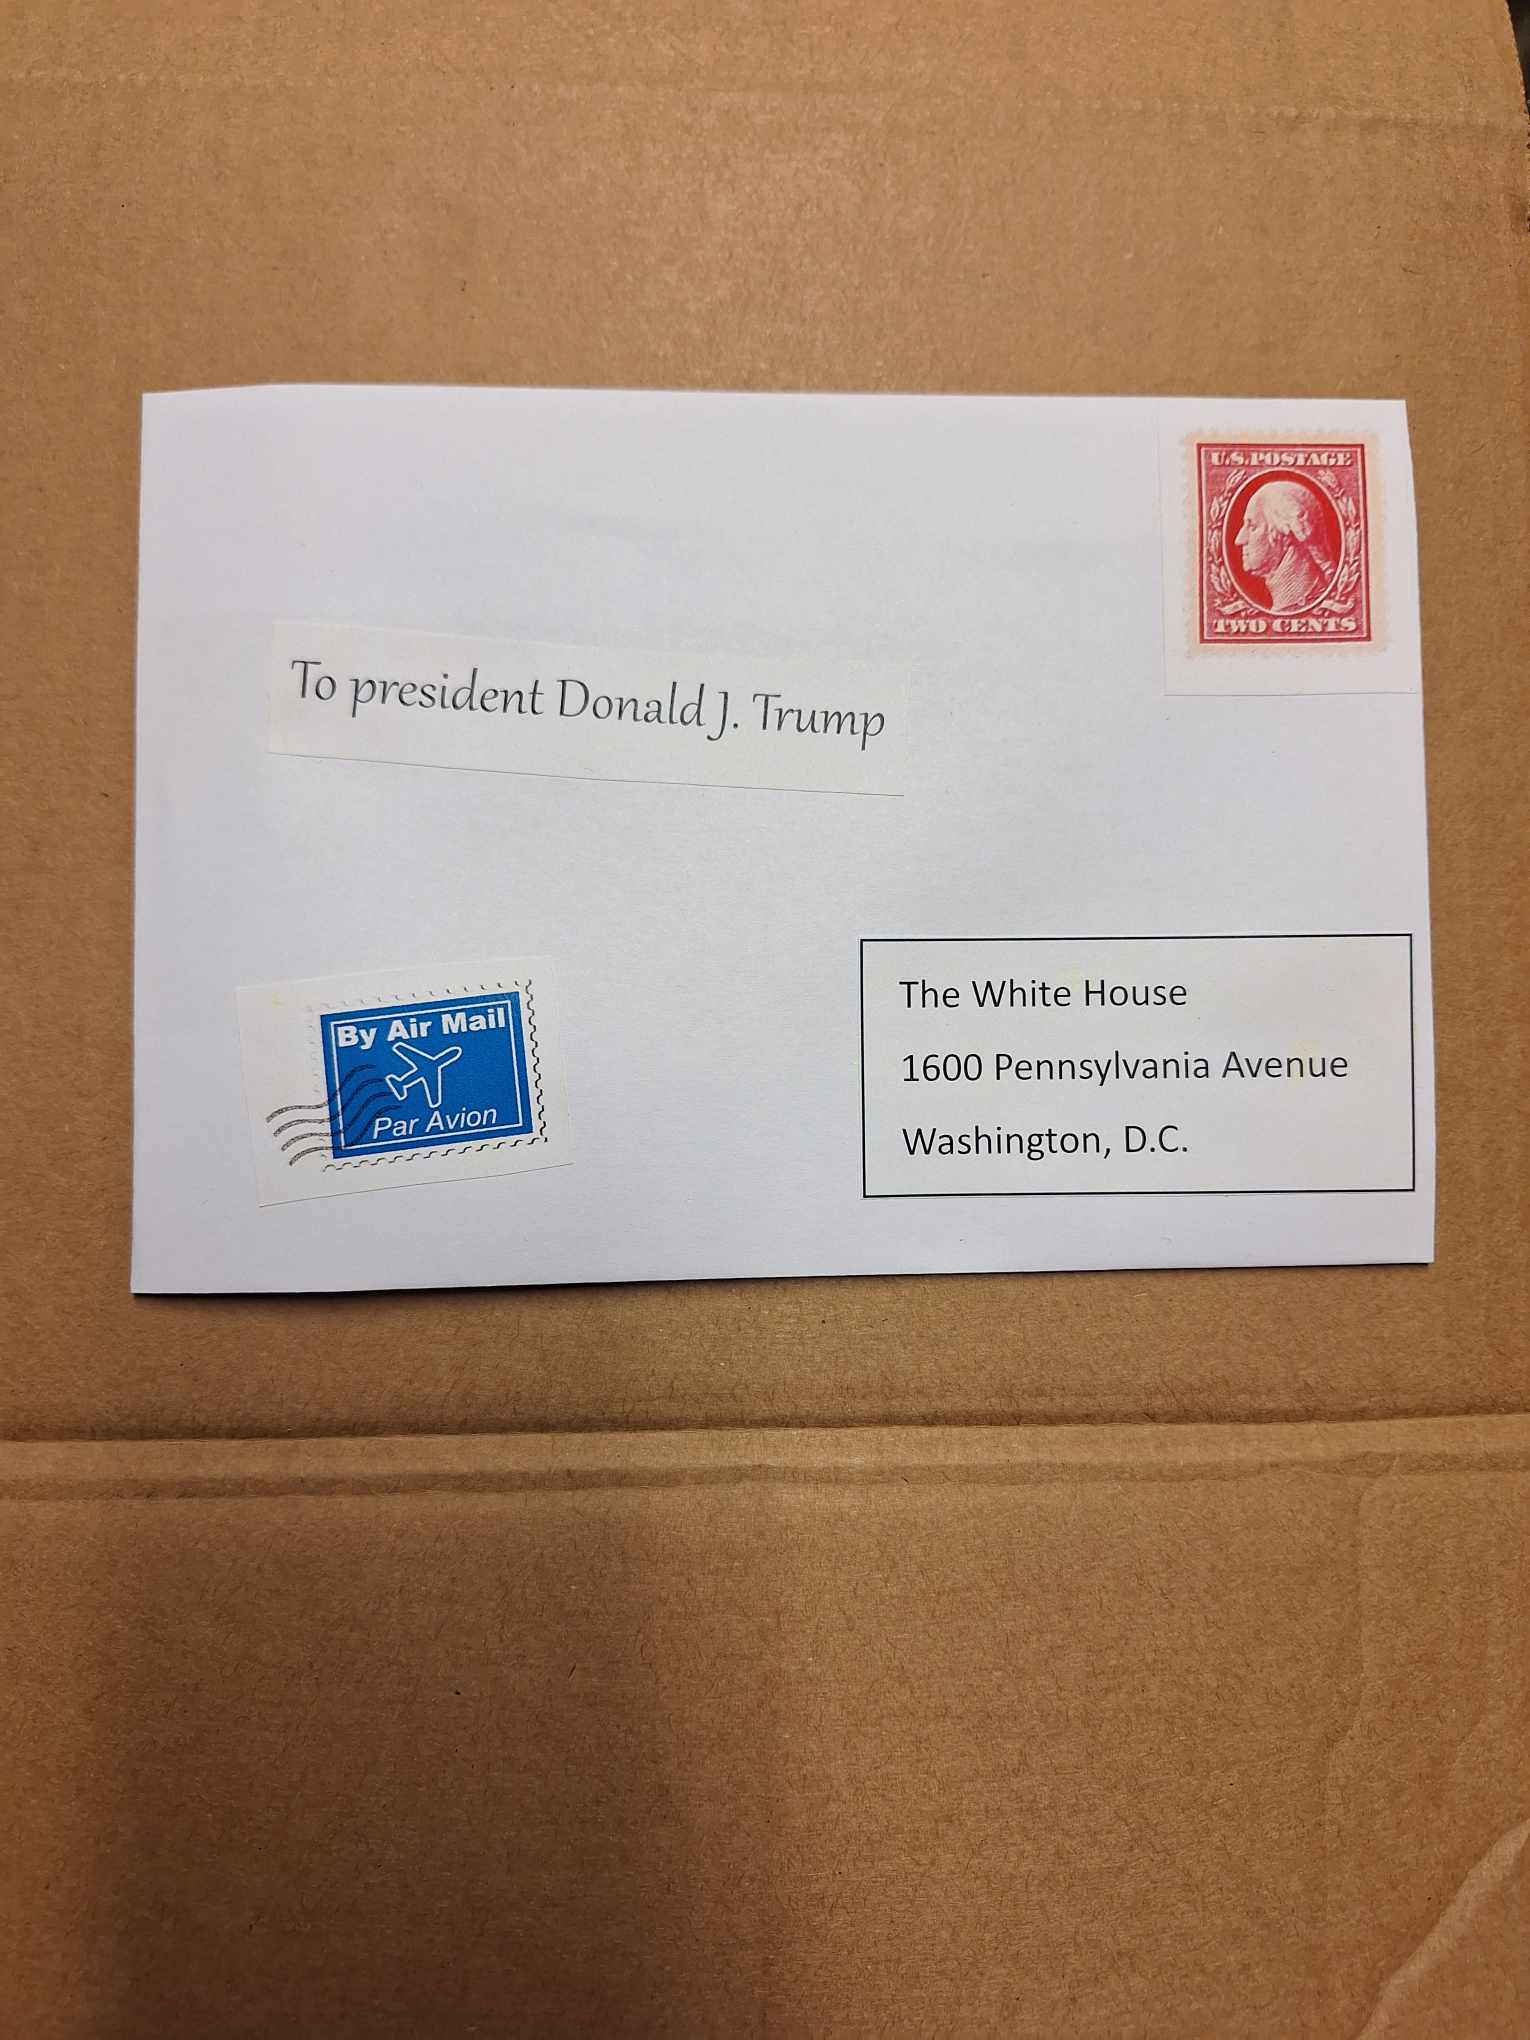 U.S.POSTAGE
TWO CENTS
To president Donald J. Trump
By Air Mail
Par Avion
The White House
1600 Pennsylvania Avenue
Washington, D.C.